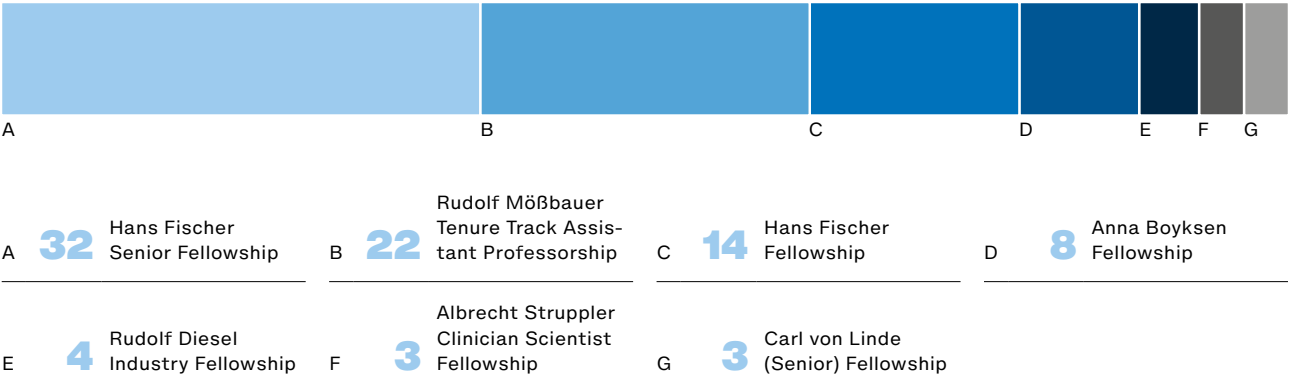 A
B
C
D
E
F
G
A 32 Hans Fischer
Senior Fellowship
B 22 Rudolf Mößbauer
Tenure Track Assis-
tant Professorship
C 14 Hans Fischer
Fellowship
D 8 Anna Boyksen
Fellowship
E 4 Rudolf Diesel
Industry Fellowship
F 3 Albrecht Struppler
Clinician Scientist
Fellowship
G 3 Carl von Linde
(Senior) Fellowship